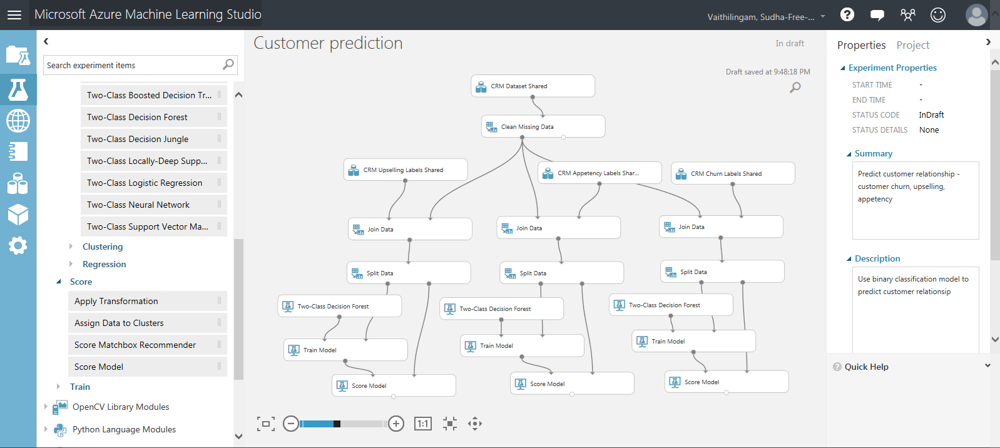 Microsoft Azure Machine Learning Studio
Vaithilingam, Sudha-Free-...
Search experiment items
Two-Class Boosted Decision Tr...
Two-Class Decision Forest
Two-Class Decision Jungle
Two-Class Locally-Deep Supp...
Two-Class Logistic Regression
Two-Class Neural Network
Two-Class Support Vector Ma...
Clustering
Regression
Score
Apply Transformation
Assign Data to Clusters
Score Matchbox Recommender
Score Model
Train
OpenCV Library Modules
Python Language Modules
Customer prediction
In draft
Draft saved at 9:48:18 PM
CRM Dataset Shared
Clean Missing Data
CRM Upselling Labels Shared
CRM Appetency Labels Shar...
CRM Churn Labels Shared
Join Data
Join Data
Join Data
Split Data
Split Data
Split Data
Two-Class Decision Forest
Two-Class Decision Forest
Two-Class Decision Forest
Train Model
Train Model
Train Model
Score Model
Score Model
Score Model
1:1
Properties Project
Experiment Properties
START TIME -
END TIME -
STATUS CODE InDraft
STATUS DETAILS None
Summary
Predict customer relationship -
customer churn, upselling,
appetency
Description
Use binary classification model to
predict customer relationsip
Quick Help